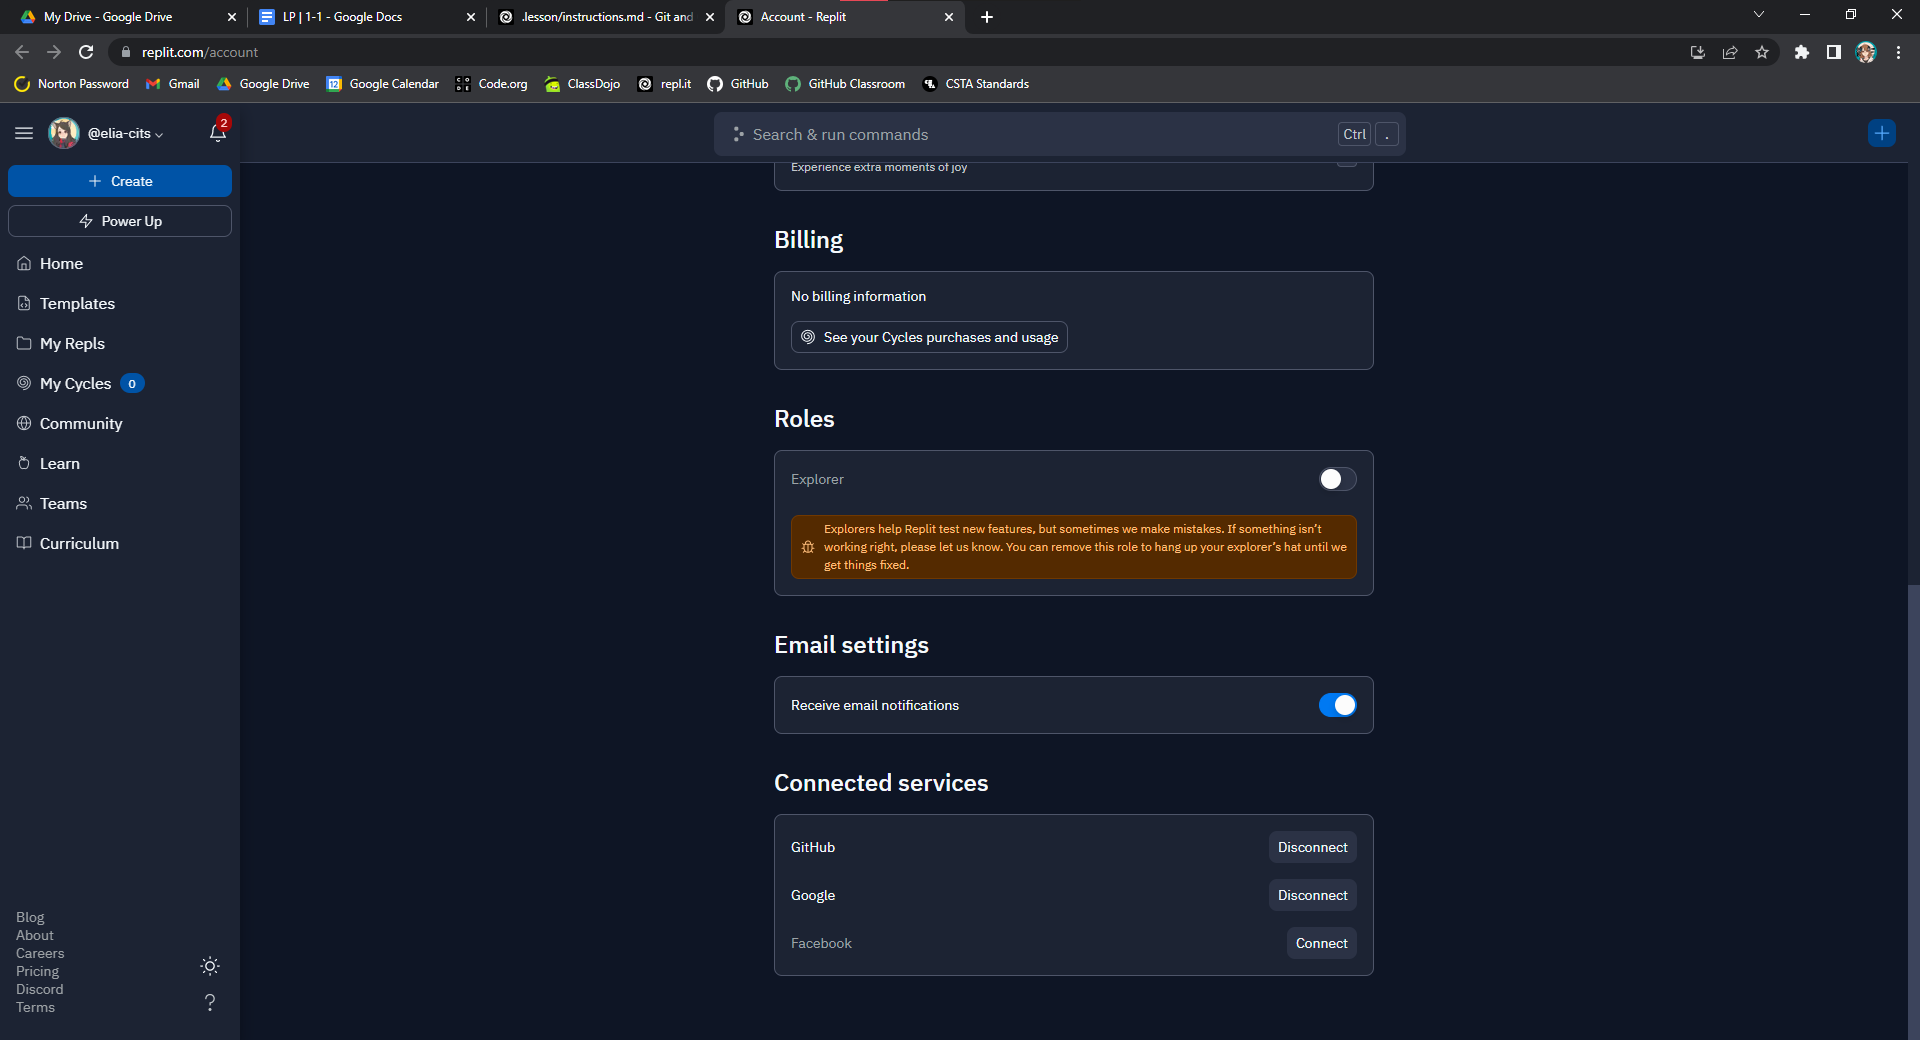 My Drive - Google Drive
LP | 1-1 - Google Docs
.lesson/instructions.md - Git and
Account - Replit
replit.com/account
Norton Password
Gmail
Google Drive
12
Google Calendar
CODE
Code.org
ClassDojo
repl.it
GitHub
GitHub Classroom
CSTA Standards
@elia-cits
2
Search & run commands
Ctrl
.
Create
Power Up
Home
Templates
My Repls
My Cycles 0
Community
Learn
Teams
Curriculum
Blog
About
Careers
Pricing
Discord
Terms
?
Experience extra moments of joy
Billing
No billing information
See your Cycles purchases and usage
Roles
Explorer
Explorers help Replit test new features, but sometimes we make mistakes. If something isn’t
working right, please let us know. You can remove this role to hang up your explorer’s hat until we
get things fixed.
Email settings
Receive email notifications
Connected services
GitHub
Disconnect
Google
Disconnect
Facebook
Connect